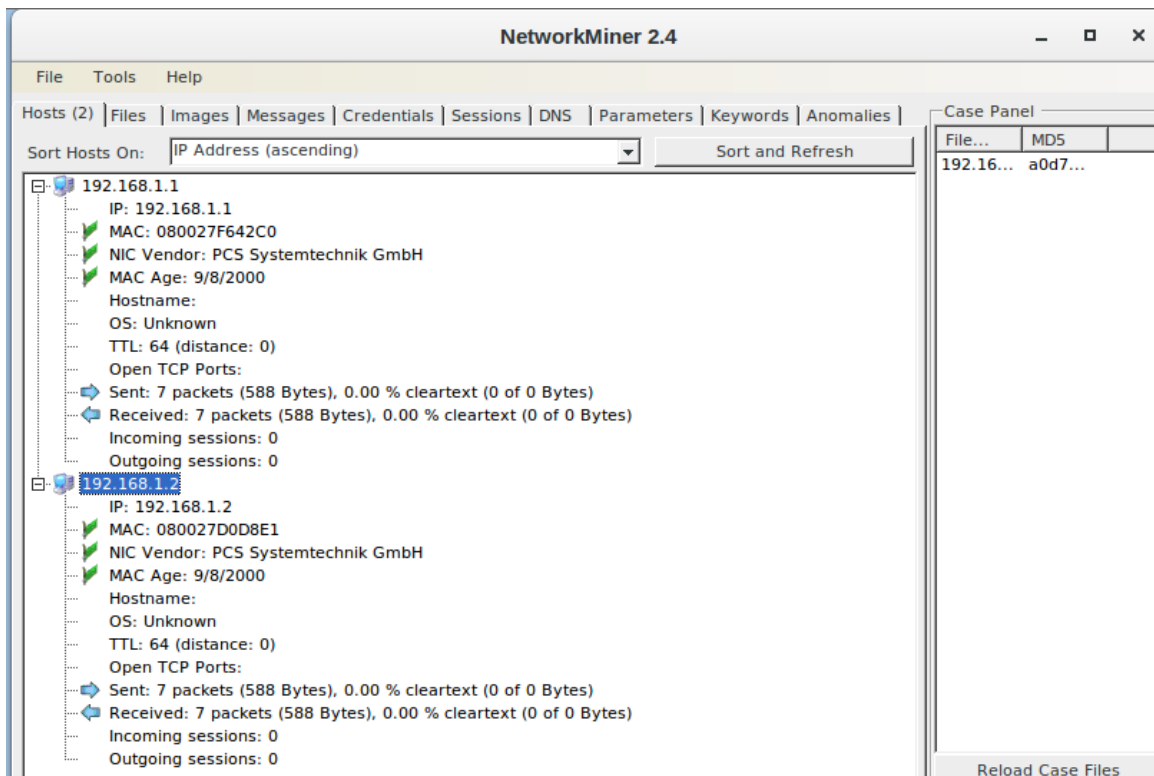 NetworkMiner 2.4
File Tools Help
Hosts (2) Files Images Messages Credentials Sessions DNS Parameters Keywords Anomalies
Sort Hosts On: IP Address (ascending) Sort and Refresh
192.168.1.1
IP: 192.168.1.1
MAC: 080027F642C0
NIC Vendor: PCS Systemtechnik GmbH
MAC Age: 9/8/2000
Hostname:
OS: Unknown
TTL: 64 (distance: 0)
Open TCP Ports:
Sent: 7 packets (588 Bytes), 0.00 % cleartext (0 of 0 Bytes)
Received: 7 packets (588 Bytes), 0.00 % cleartext (0 of 0 Bytes)
Incoming sessions: 0
Outgoing sessions: 0
192.168.1.2
IP: 192.168.1.2
MAC: 080027D0D8E1
NIC Vendor: PCS Systemtechnik GmbH
MAC Age: 9/8/2000
Hostname:
OS: Unknown
TTL: 64 (distance: 0)
Open TCP Ports:
Sent: 7 packets (588 Bytes), 0.00 % cleartext (0 of 0 Bytes)
Received: 7 packets (588 Bytes), 0.00 % cleartext (0 of 0 Bytes)
Incoming sessions: 0
Outgoing sessions: 0
Case Panel
File... MD5
192.16... a0d7...
Reload Case Files